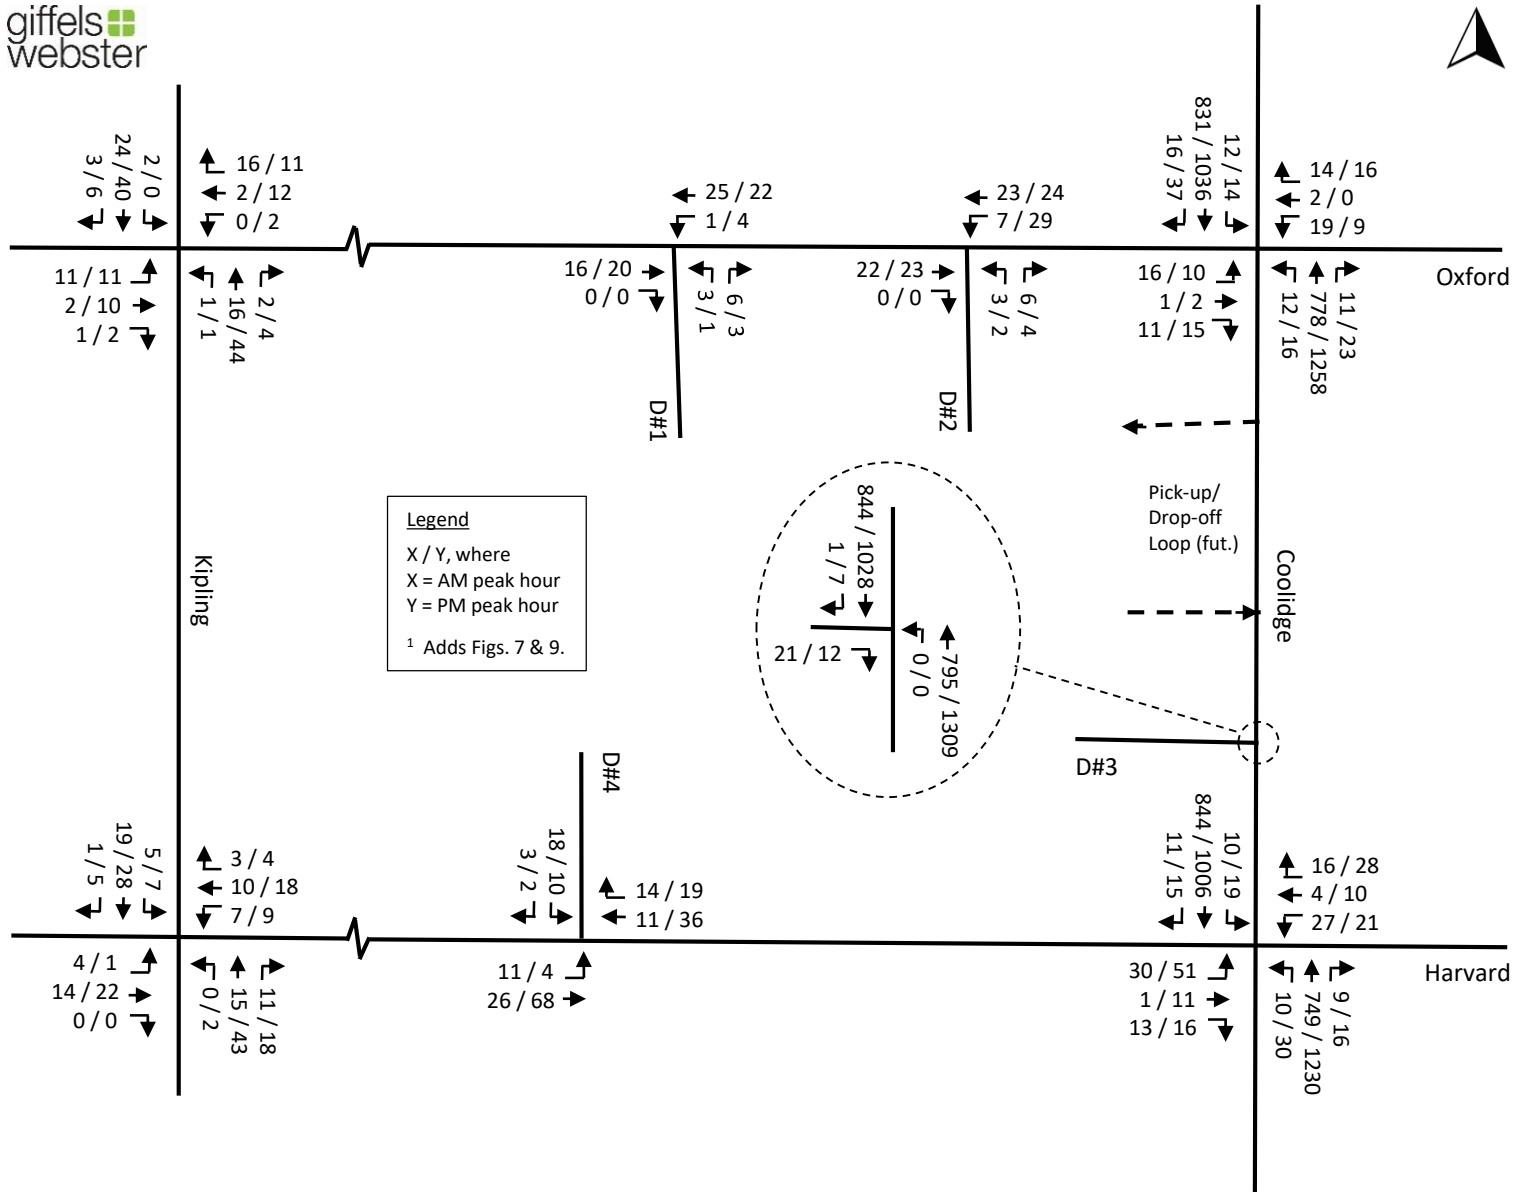 giffels
webster
3 / 6
24 / 40
2 / 0
16 / 11
2 / 12
0 / 2
11 / 11
2 / 10
1 / 2
1 / 1
16 / 44
2 / 4
25 / 22
1 / 4
16 / 20
0 / 0
3 / 1
6 / 3
D#1
23 / 24
7 / 29
22 / 23
0 / 0
3 / 2
6 / 4
D#2
16 / 37
831 / 1036
12 / 14
14 / 16
2 / 0
19 / 9
16 / 10
1 / 2
11 / 15
12 / 16
778 / 1258
11 / 23
Oxford
Kipling
Legend
X / Y, where
X = AM peak hour
Y = PM peak hour
1 Adds Figs. 7 & 9.
844 / 1028
1 / 7
21 / 12
0 / 0
795 / 1309
Pick-up/
Drop-off
Loop (fut.)
Coolidge
D#3
D#4
1 / 5
19 / 28
5 / 7
3 / 4
10 / 18
7 / 9
4 / 1
14 / 22
0 / 0
0 / 2
15 / 43
11 / 18
3 / 2
18 / 10
14 / 19
11 / 36
11 / 4
26 / 68
11 / 15
844 / 1006
10 / 19
16 / 28
4 / 10
27 / 21
30 / 51
1 / 11
13 / 16
10 / 30
749 / 1230
9 / 16
Harvard